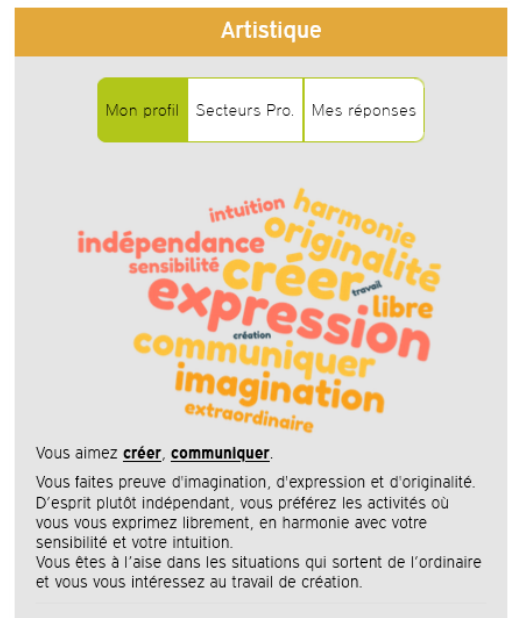 Artistique
Mon profil
Secteurs Pro.
Mes réponses
intuition
harmonie
originalité
indépendance
sensibilité
créer
travail
expression
libre
création
communiquer
imagination
extraordinaire
Vous aimez créer, communiquer.
Vous faites preuve d'imagination, d'expression et d'originalité.
D'esprit plutôt indépendant, vous préférez les activités où
vous vous exprimez librement, en harmonie avec votre
sensibilité et votre intuition.
Vous êtes à l'aise dans les situations qui sortent de l'ordinaire
et vous vous intéressez au travail de création.